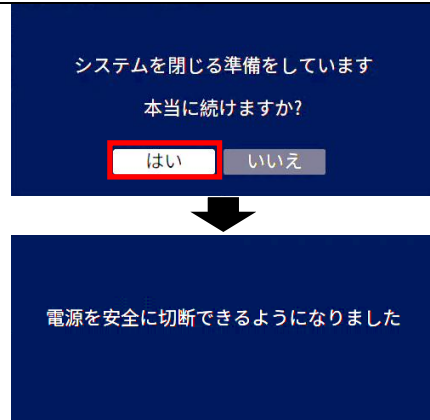 システムを閉じる準備をしています
本当に続けますか?
はい いいえ
電源を安全に切断できるようになりました